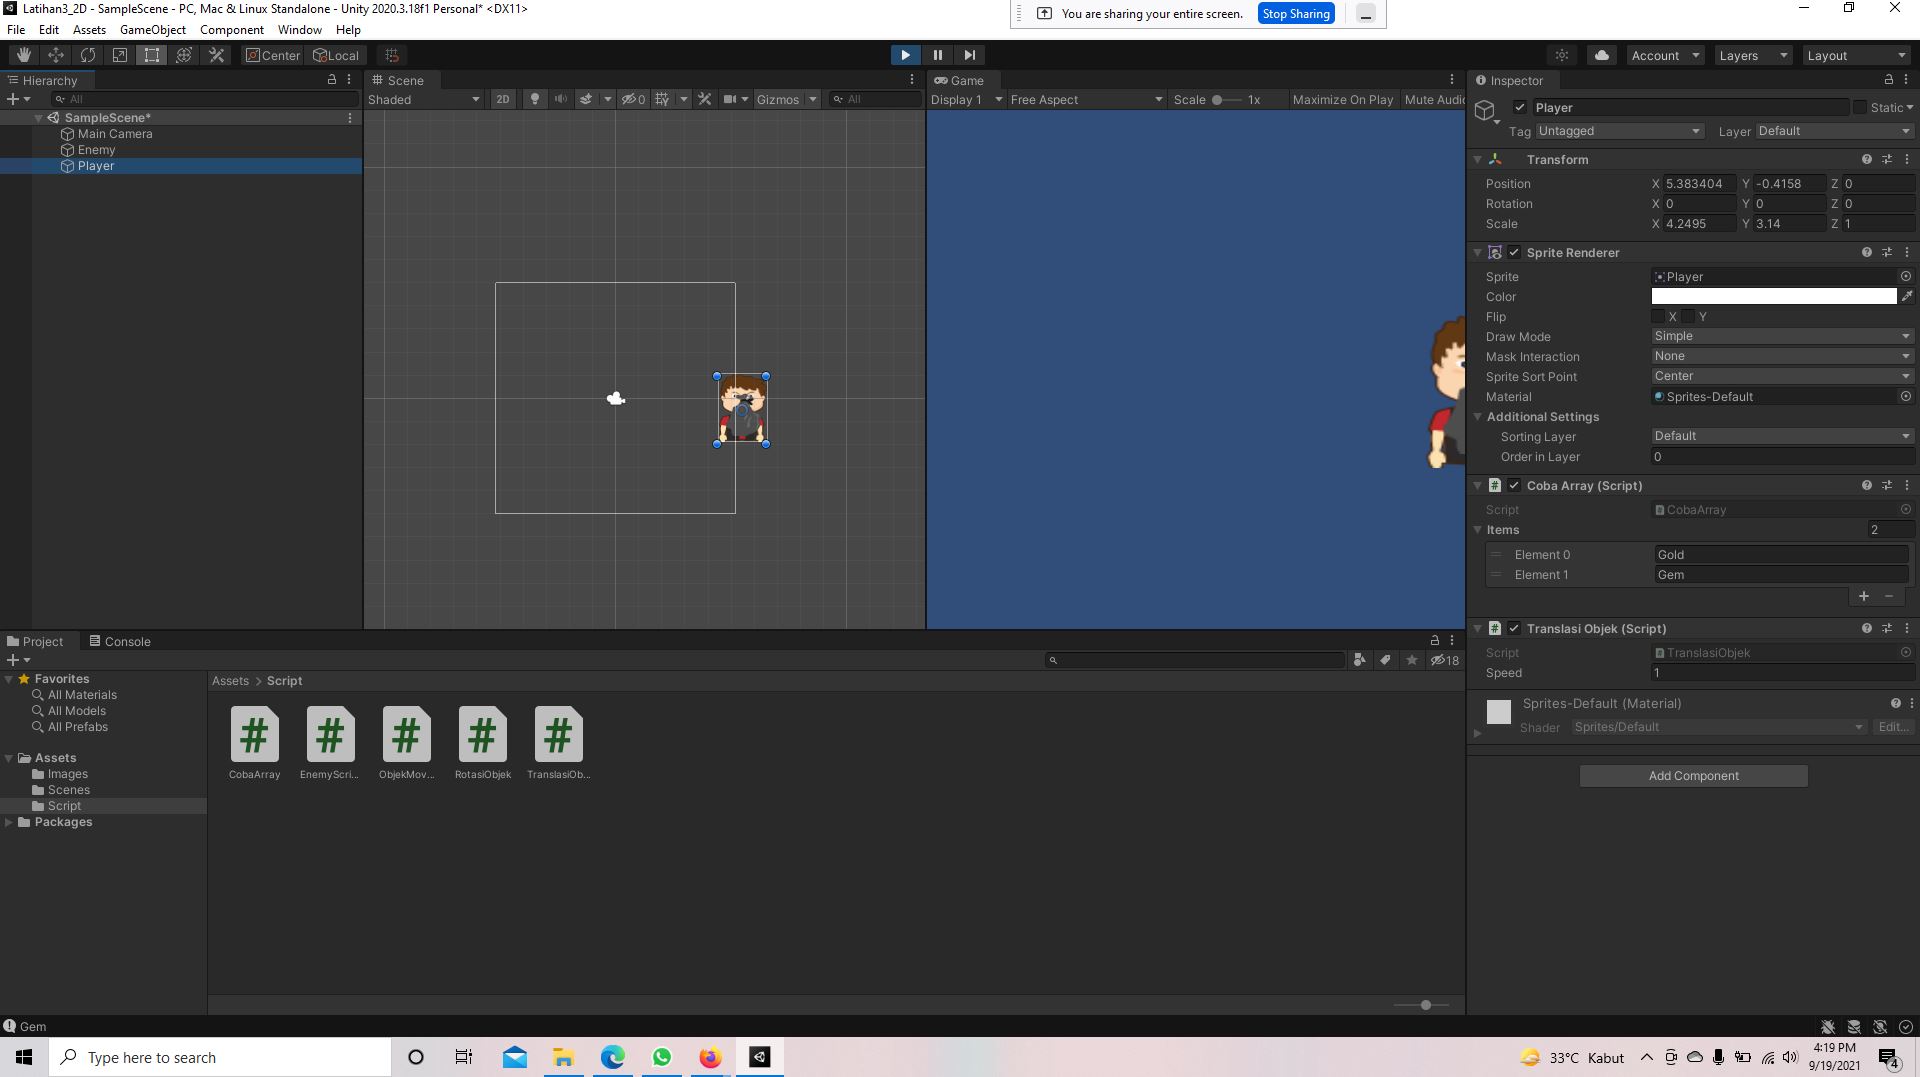 Latihan3_2D - SampleScene - PC, Mac & Linux Standalone - Unity 2020.3.18f1 Personal* <DX11>
You are sharing your entire screen. Stop Sharing
File Edit Assets GameObject Component Window Help
Center Local Account Layers Layout
Hierarchy
All
SampleScene*
Main Camera
Enemy
Player
Scene
Shaded 2D 0 Gizmos All
Game
Display 1 Free Aspect Scale 1x Maximize On Play Mute Audi
Inspector
Player Static
Tag Untagged Layer Default
Transform
Position X 5.383404 Y -0.4158 Z 0
Rotation X 0 Y 0 Z 0
Scale X 4.2495 Y 3.14 Z 1
Sprite Renderer
Sprite Player
Color
Flip X Y
Draw Mode Simple
Mask Interaction None
Sprite Sort Point Center
Material Sprites-Default
Additional Settings
Sorting Layer Default
Order in Layer 0
# Coba Array (Script)
Script CobaArray
Items 2
Element 0 Gold
Element 1 Gem
+ -
# Translasi Objek (Script)
Script TranslasiObjek
Speed 1
Sprites-Default (Material)
Shader Sprites/Default Edit...
Add Component
Project Console
18
Favorites
All Materials
All Models
All Prefabs
Assets
Images
Scenes
Script
Packages
Assets > Script
# # # # #
CobaArray EnemyScri... ObjekMov... RotasiObjek TranslasiOb...
Gem
Type here to search
33°C Kabut
4:19 PM
9/19/2021
4